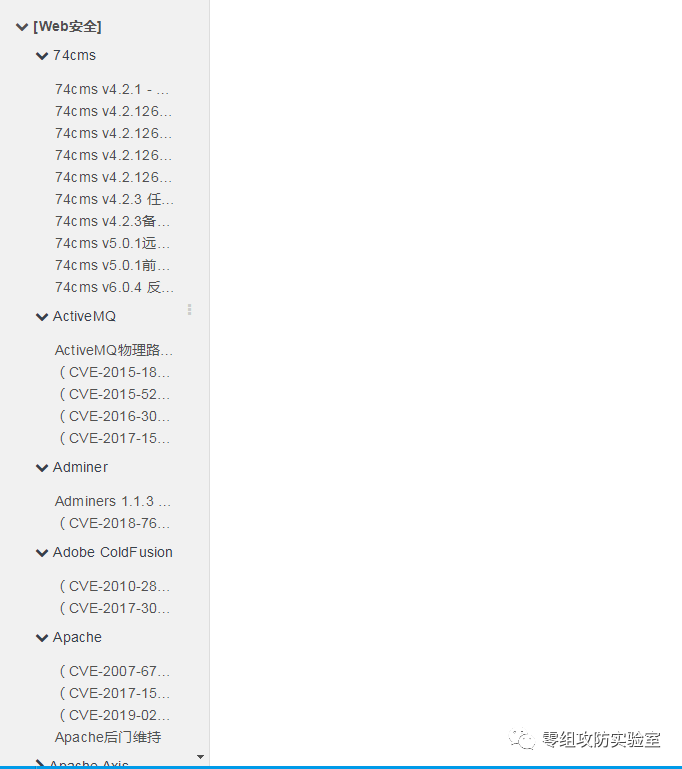 [Web安全]
74cms
74cms v4.2.1 - ...
74cms v4.2.126...
74cms v4.2.126...
74cms v4.2.126...
74cms v4.2.126...
74cms v4.2.3 任...
74cms v4.2.3备...
74cms v5.0.1远...
74cms v5.0.1前...
74cms v6.0.4 反...
ActiveMQ
ActiveMQ物理路...
（CVE-2015-18...
（CVE-2015-52...
（CVE-2016-30...
（CVE-2017-15...
Adminer
Adminers 1.1.3 ...
（CVE-2018-76...
Adobe ColdFusion
（CVE-2010-28...
（CVE-2017-30...
Apache
（CVE-2007-67...
（CVE-2017-15...
（CVE-2019-02...
Apache后门维持
Apache Axis
零组攻防实验室